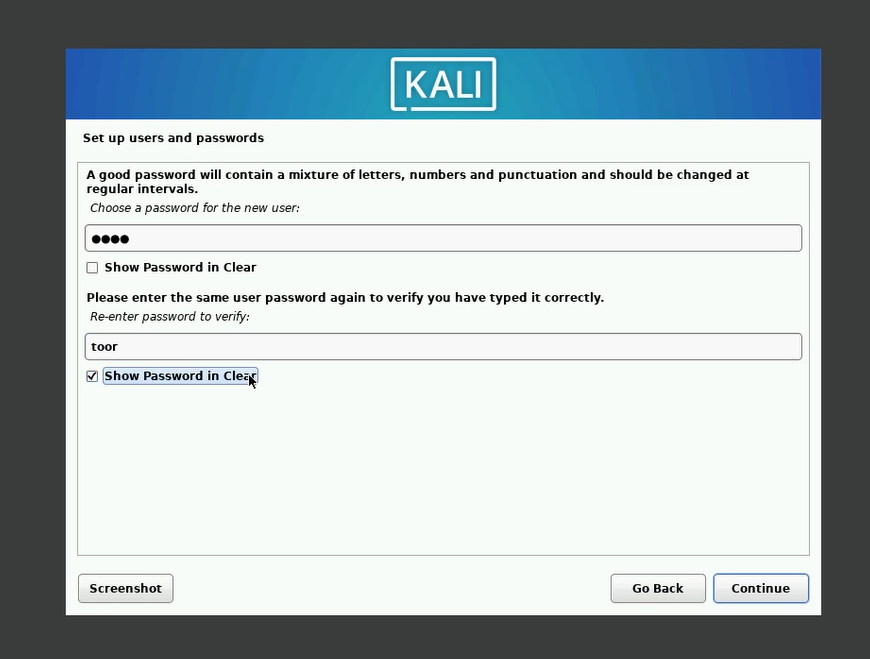 KALI
Set up users and passwords
A good password will contain a mixture of letters, numbers and punctuation and should be changed at
regular intervals.
Choose a password for the new user:
●●●●
Show Password in Clear
Please enter the same user password again to verify you have typed it correctly.
Re-enter password to verify:
toor
Show Password in Clear
Screenshot
Go Back
Continue